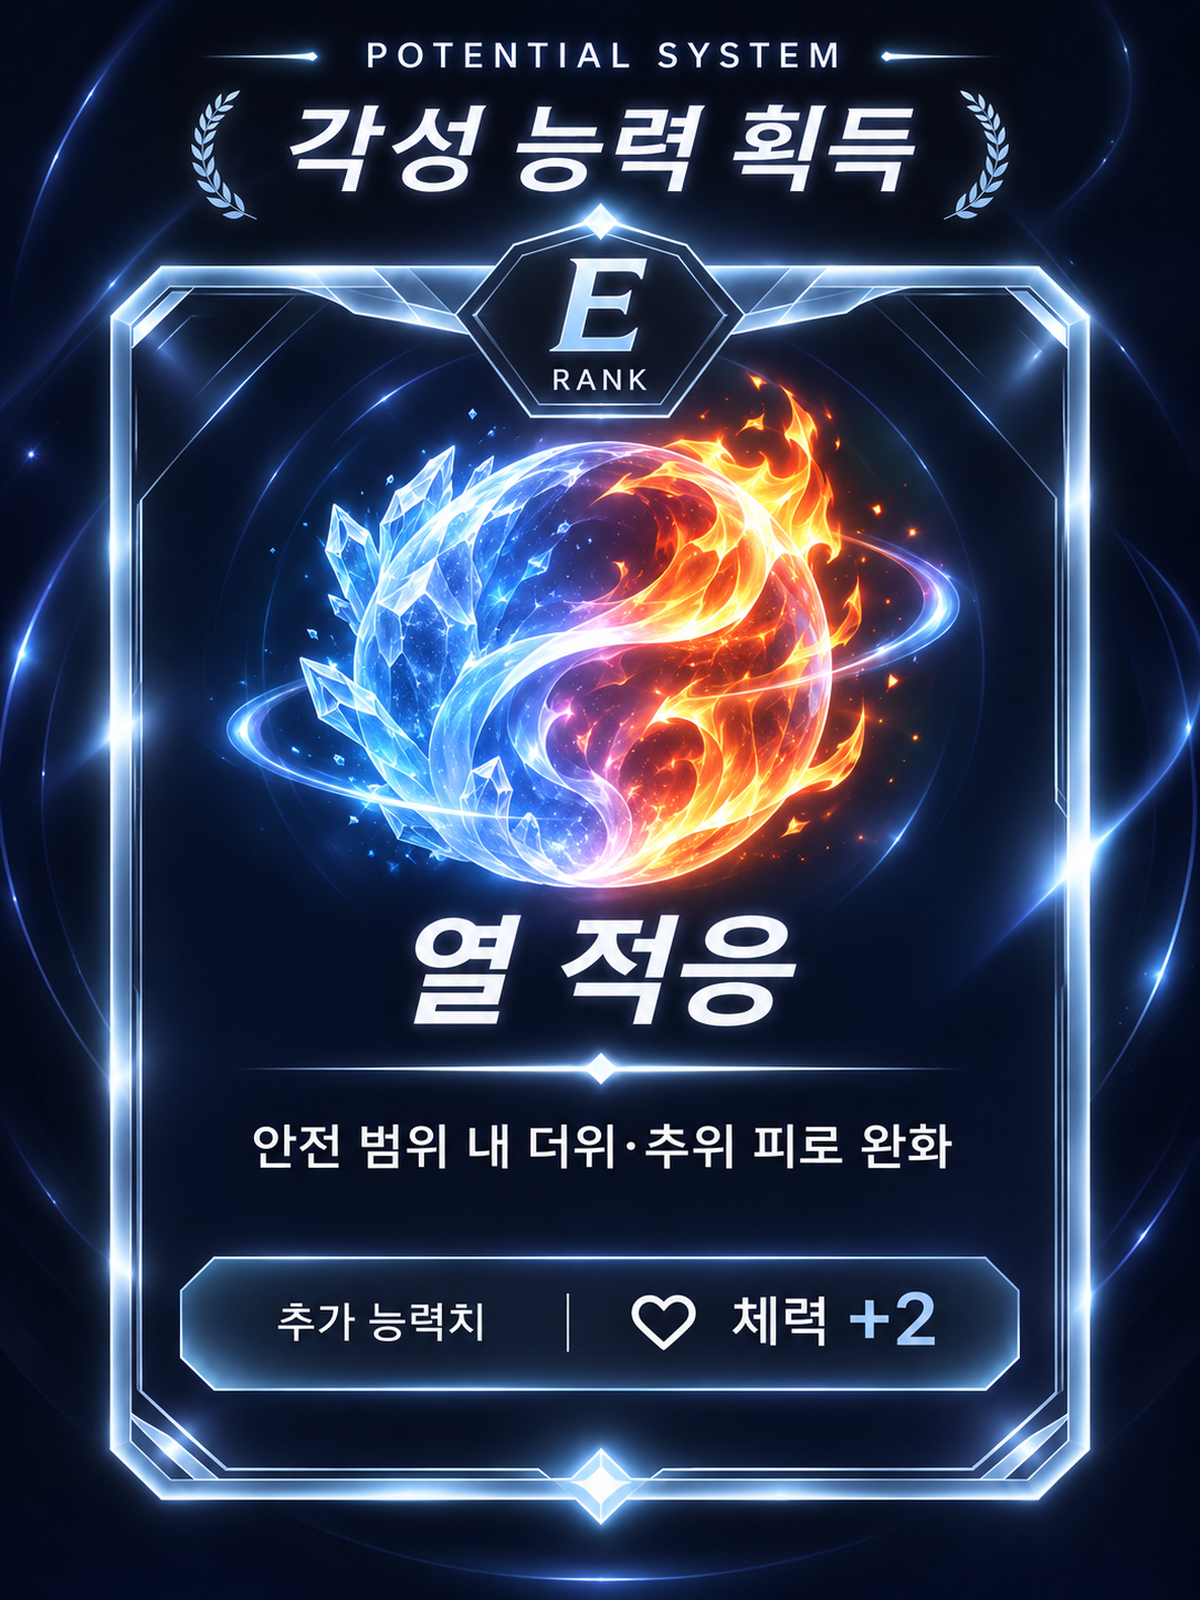 POTENTIAL SYSTEM
각성 능력 획득
E
RANK
열 적응
안전 범위 내 더위·추위 피로 완화
추가 능력치 체력 +2